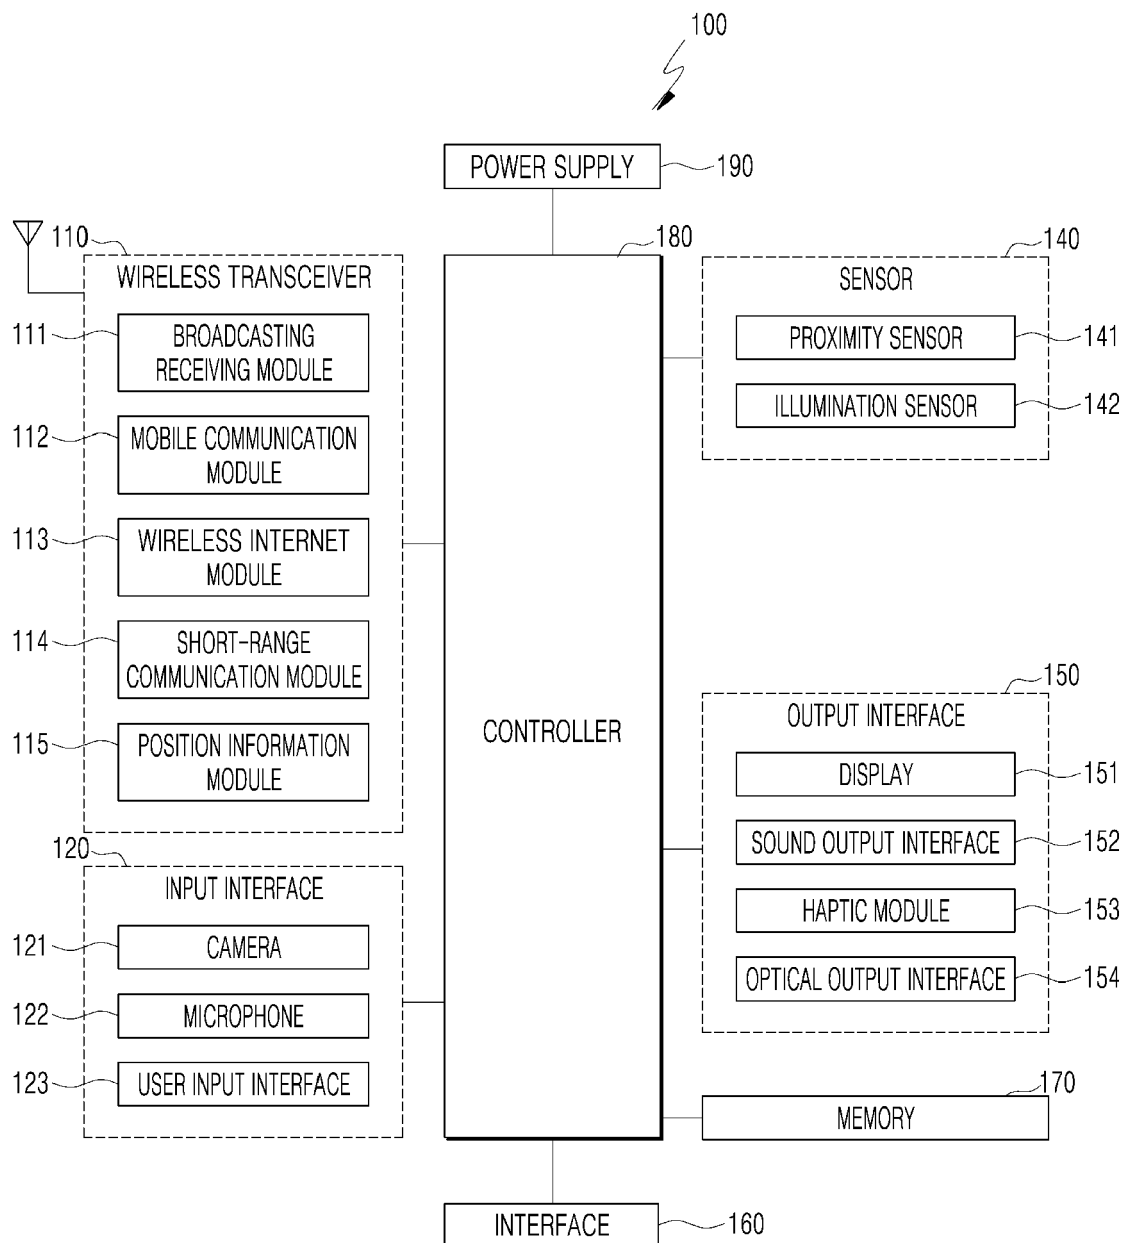 100
POWER SUPPLY
190
110
WIRELESS TRANSCEIVER
111
BROADCASTING
RECEIVING MODULE
112
MOBILE COMMUNICATION
MODULE
113
WIRELESS INTERNET
MODULE
114
SHORT-RANGE
COMMUNICATION MODULE
115
POSITION INFORMATION
MODULE
120
INPUT INTERFACE
121
CAMERA
122
MICROPHONE
123
USER INPUT INTERFACE
180
CONTROLLER
140
SENSOR
PROXIMITY SENSOR
141
ILLUMINATION SENSOR
142
150
OUTPUT INTERFACE
DISPLAY
151
SOUND OUTPUT INTERFACE
152
HAPTIC MODULE
153
OPTICAL OUTPUT INTERFACE
154
170
MEMORY
INTERFACE
160